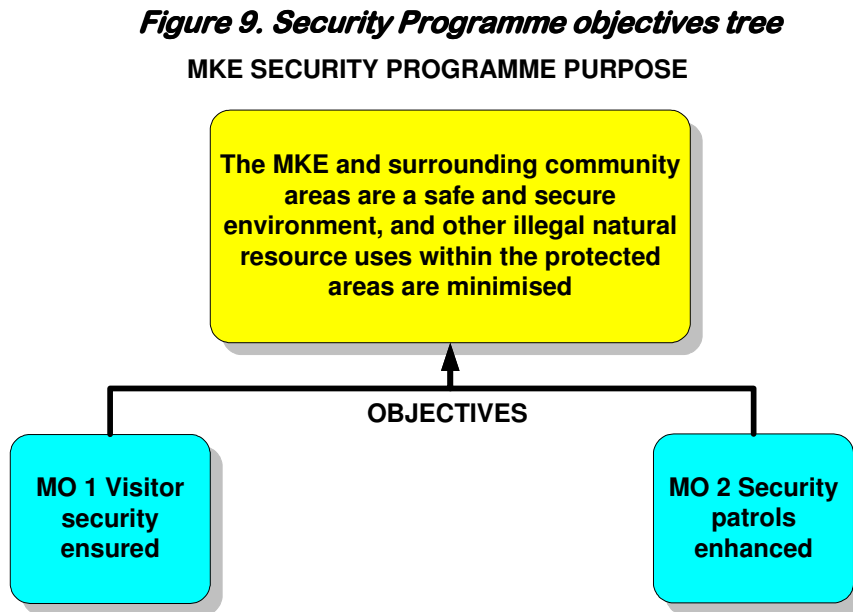 Figure 9. Security Programme objectives tree
MKE SECURITY PROGRAMME PURPOSE
The MKE and surrounding community
areas are a safe and secure
environment, and other illegal natural
resource uses within the protected
areas are minimised
OBJECTIVES
MO 1 Visitor
security
ensured
MO 2 Security
patrols
enhanced